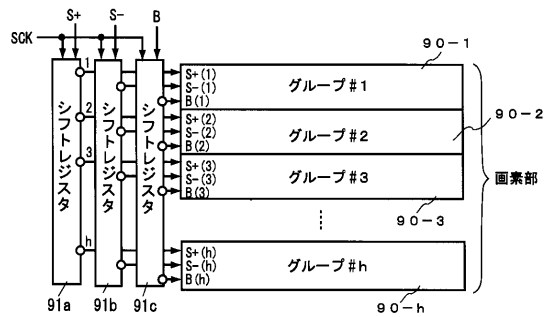 S+ S- B
SCK
90-1
シフトレジスタ
シフトレジスタ
シフトレジスタ
1
2
3
h
S+(1)
S-(1)
B(1)
グループ#1
S+(2)
S-(2)
B(2)
グループ#2
90-2
S+(3)
S-(3)
B(3)
グループ#3
画素部
90-3
S+(h)
S-(h)
B(h)
グループ#h
91a 91b 91c
90-h